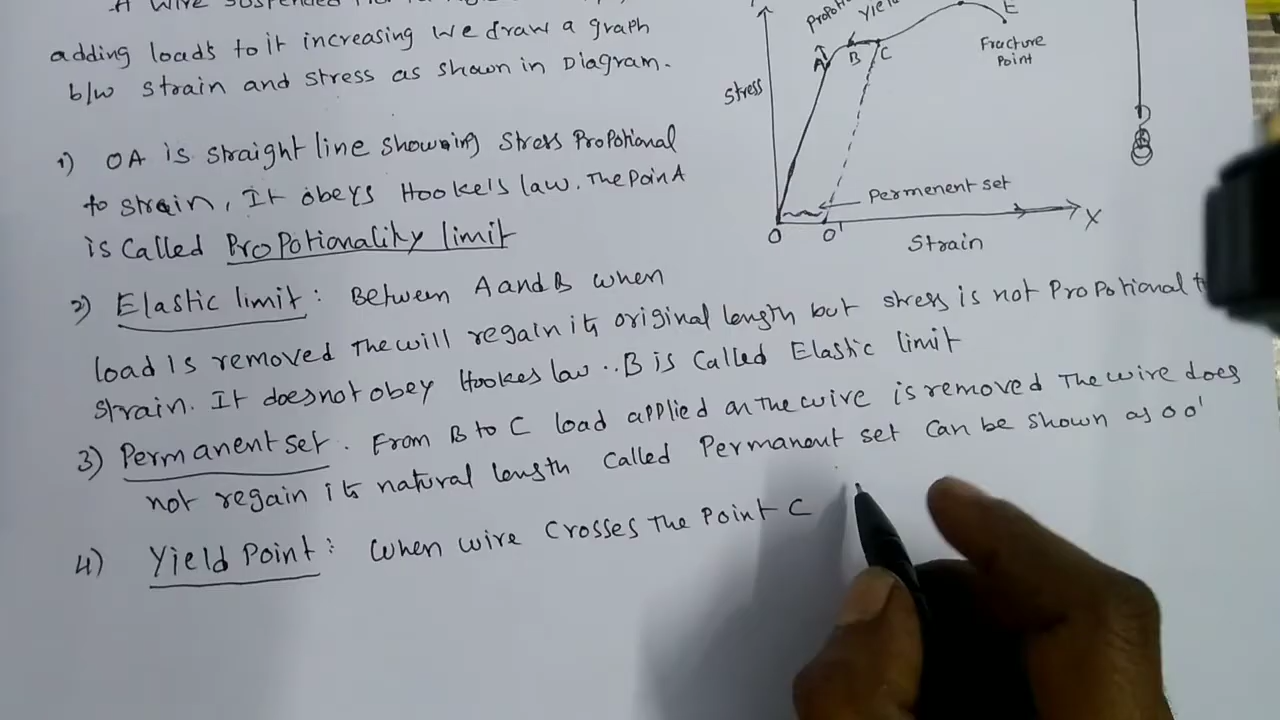 A wire suspended
adding loads to it increasing we draw a graph
b/w strain and stress as shown in Diagram.
1) OA is straight line showing stress Propotional
to strain, It obeys Hooke's law. The Poin A
is Called Propotionality limit
2) Elastic limit: Between A and B when
load is removed The will regain its original length but stress is not Propotional to
strain. It doesnot obey Hookes law ∴ B is Called Elastic limit
3) Permanent set. From B to C load applied on the wire is removed The wire does
not regain its natural length called Permanent set can be shown as OO'
4) Yield Point: When wire crosses the Point C
Yield
E
Fracture
Point
A
B
C
Stress
Permenent set
O
O'
X
Strain